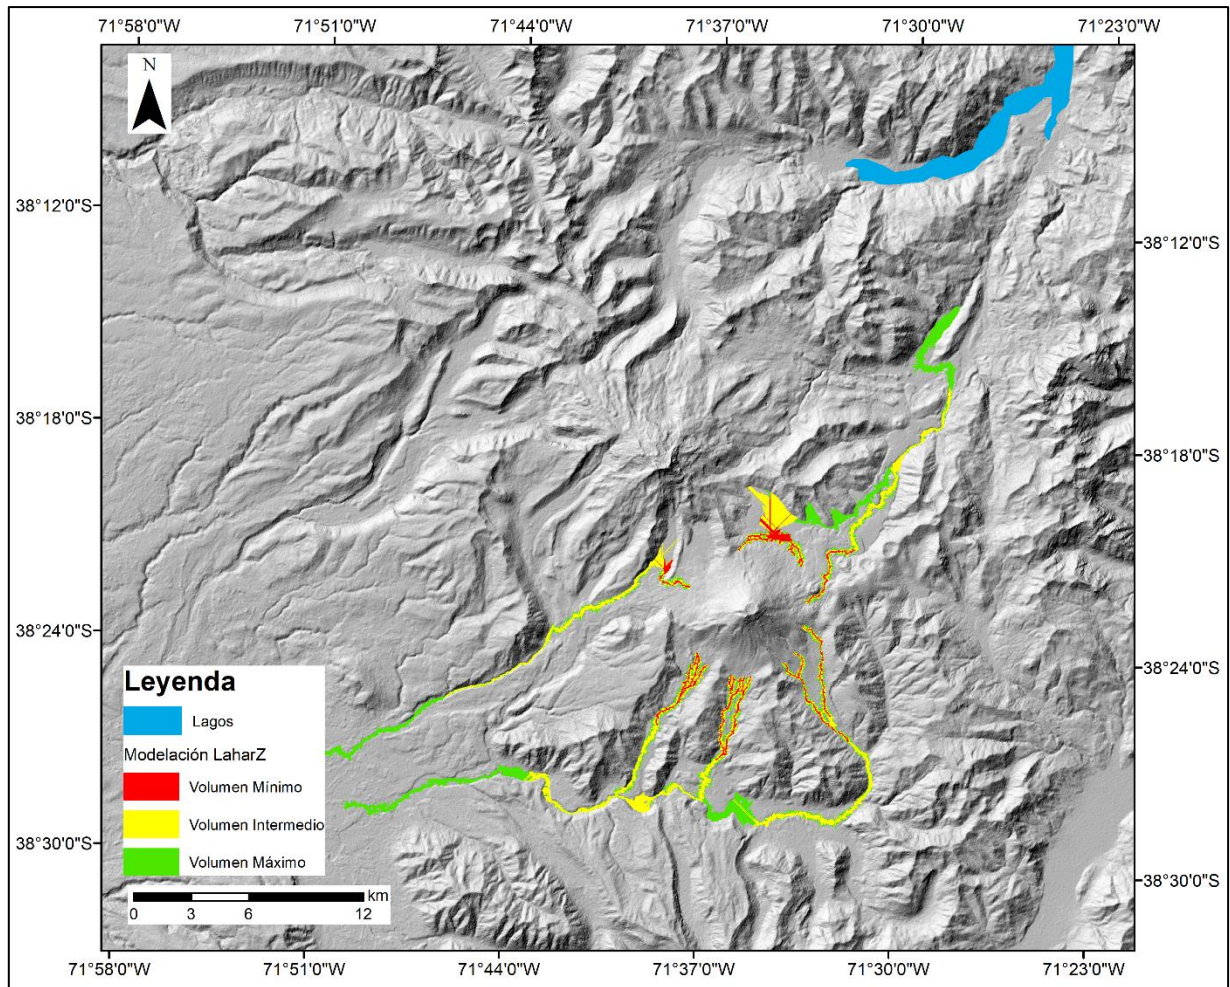 71°58'0"W 71°51'0"W 71°44'0"W 71°37'0"W 71°30'0"W 71°23'0"W
N
38°12'0"S
38°12'0"S
38°18'0"S
38°18'0"S
38°24'0"S
38°24'0"S
Leyenda
Lagos
Modelación LaharZ
Volumen Mínimo
Volumen Intermedio
Volumen Máximo
38°30'0"S
38°30'0"S
km
0 3 6 12
71°58'0"W 71°51'0"W 71°44'0"W 71°37'0"W 71°30'0"W 71°23'0"W